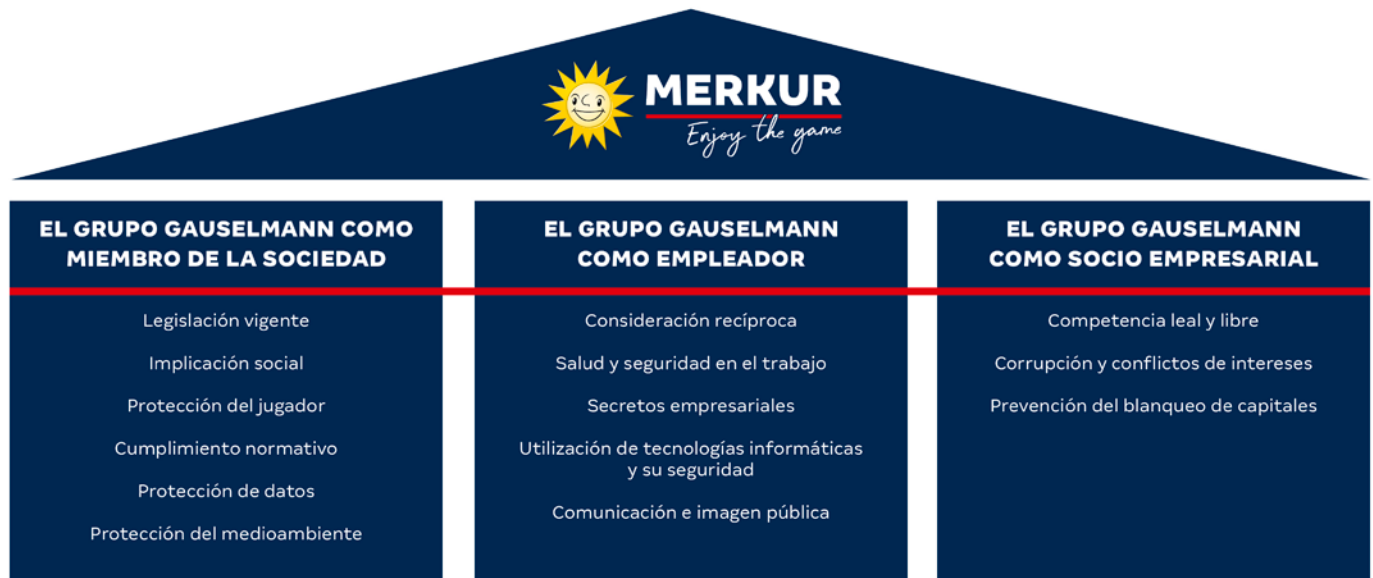 MERKUR
Enjoy the game
EL GRUPO GAUSELMANN COMO
MIEMBRO DE LA SOCIEDAD
Legislación vigente
Implicación social
Protección del jugador
Cumplimiento normativo
Protección de datos
Protección del medioambiente
EL GRUPO GAUSELMANN
COMO EMPLEADOR
Consideración recíproca
Salud y seguridad en el trabajo
Secretos empresariales
Utilización de tecnologías informáticas
y su seguridad
Comunicación e imagen pública
EL GRUPO GAUSELMANN
COMO SOCIO EMPRESARIAL
Competencia leal y libre
Corrupción y conflictos de intereses
Prevención del blanqueo de capitales